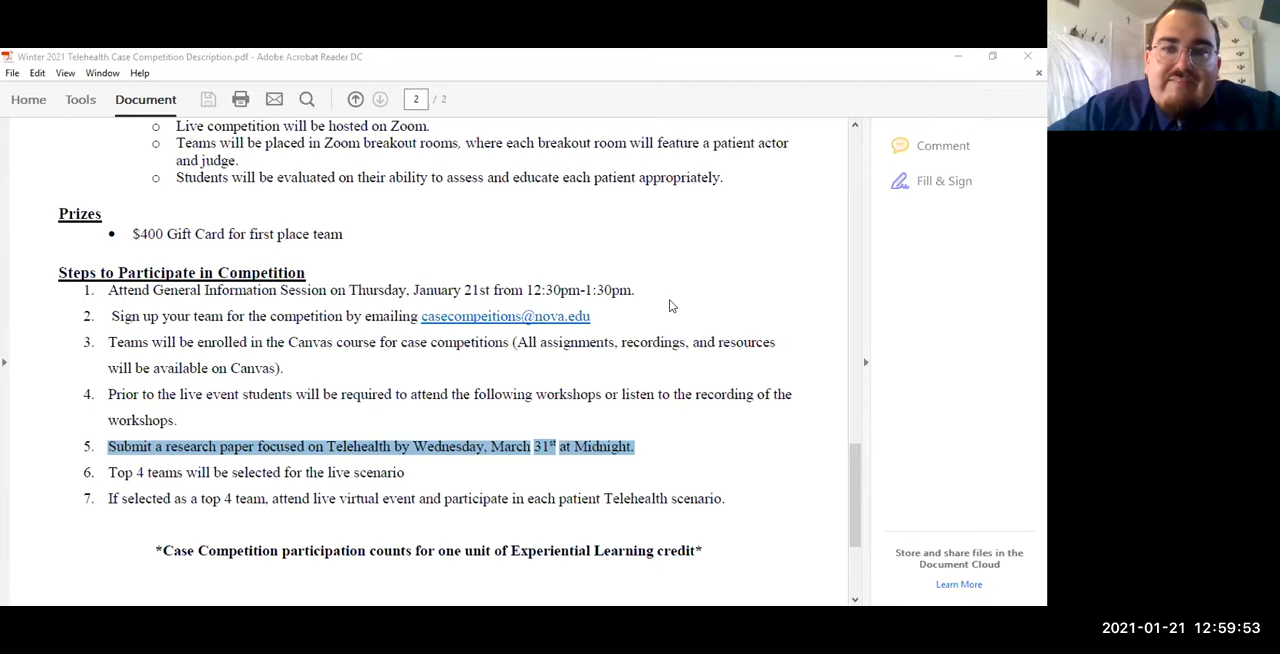 Winter 2021 Telehealth Case Competition Description.pdf - Adobe Acrobat Reader DC
File Edit View Window Help
Home Tools Document 2 / 2
o Live competition will be hosted on Zoom.
o Teams will be placed in Zoom breakout rooms, where each breakout room will feature a patient actor
and judge.
o Students will be evaluated on their ability to assess and educate each patient appropriately.
Comment
Fill & Sign
Prizes
• $400 Gift Card for first place team
Steps to Participate in Competition
1. Attend General Information Session on Thursday, January 21st from 12:30pm-1:30pm.
2. Sign up your team for the competition by emailing casecompeitions@nova.edu
3. Teams will be enrolled in the Canvas course for case competitions (All assignments, recordings, and resources
will be available on Canvas).
4. Prior to the live event students will be required to attend the following workshops or listen to the recording of the
workshops.
5. Submit a research paper focused on Telehealth by Wednesday, March 31st at Midnight.
6. Top 4 teams will be selected for the live scenario
7. If selected as a top 4 team, attend live virtual event and participate in each patient Telehealth scenario.
*Case Competition participation counts for one unit of Experiential Learning credit*
Store and share files in the
Document Cloud
Learn More
2021-01-21 12:59:53